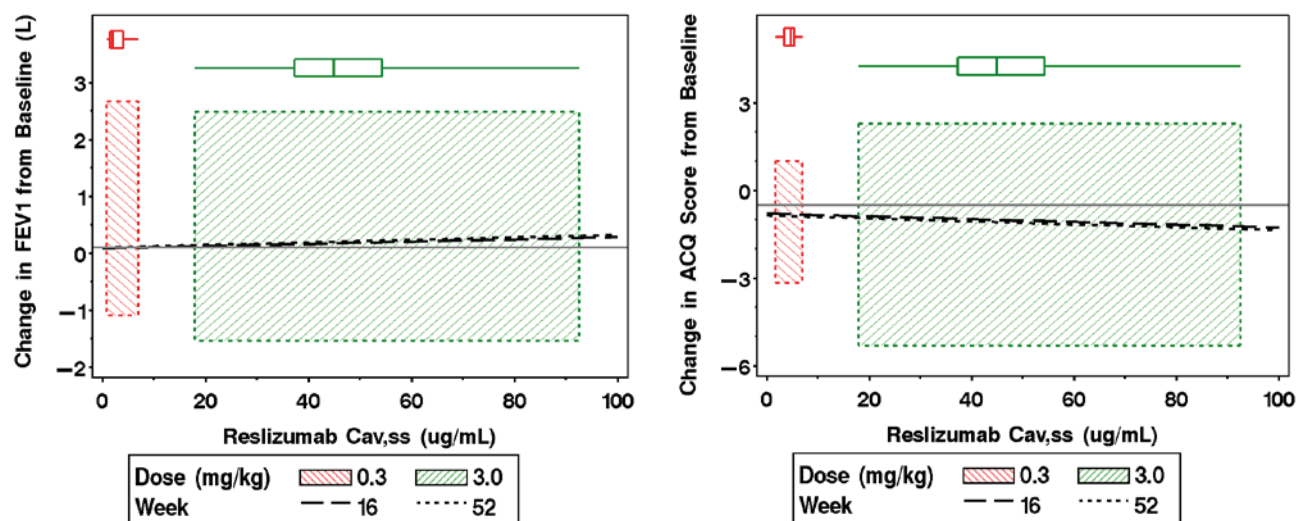 Change in FEV1 from Baseline (L)
3
2
1
0
−1
−2
0 20 40 60 80 100
Reslizumab Cav,ss (ug/mL)
Dose (mg/kg) 0.3 3.0
Week 16 52
Change in ACQ Score from Baseline
3
0
−3
−6
0 20 40 60 80 100
Reslizumab Cav,ss (ug/mL)
Dose (mg/kg) 0.3 3.0
Week 16 52